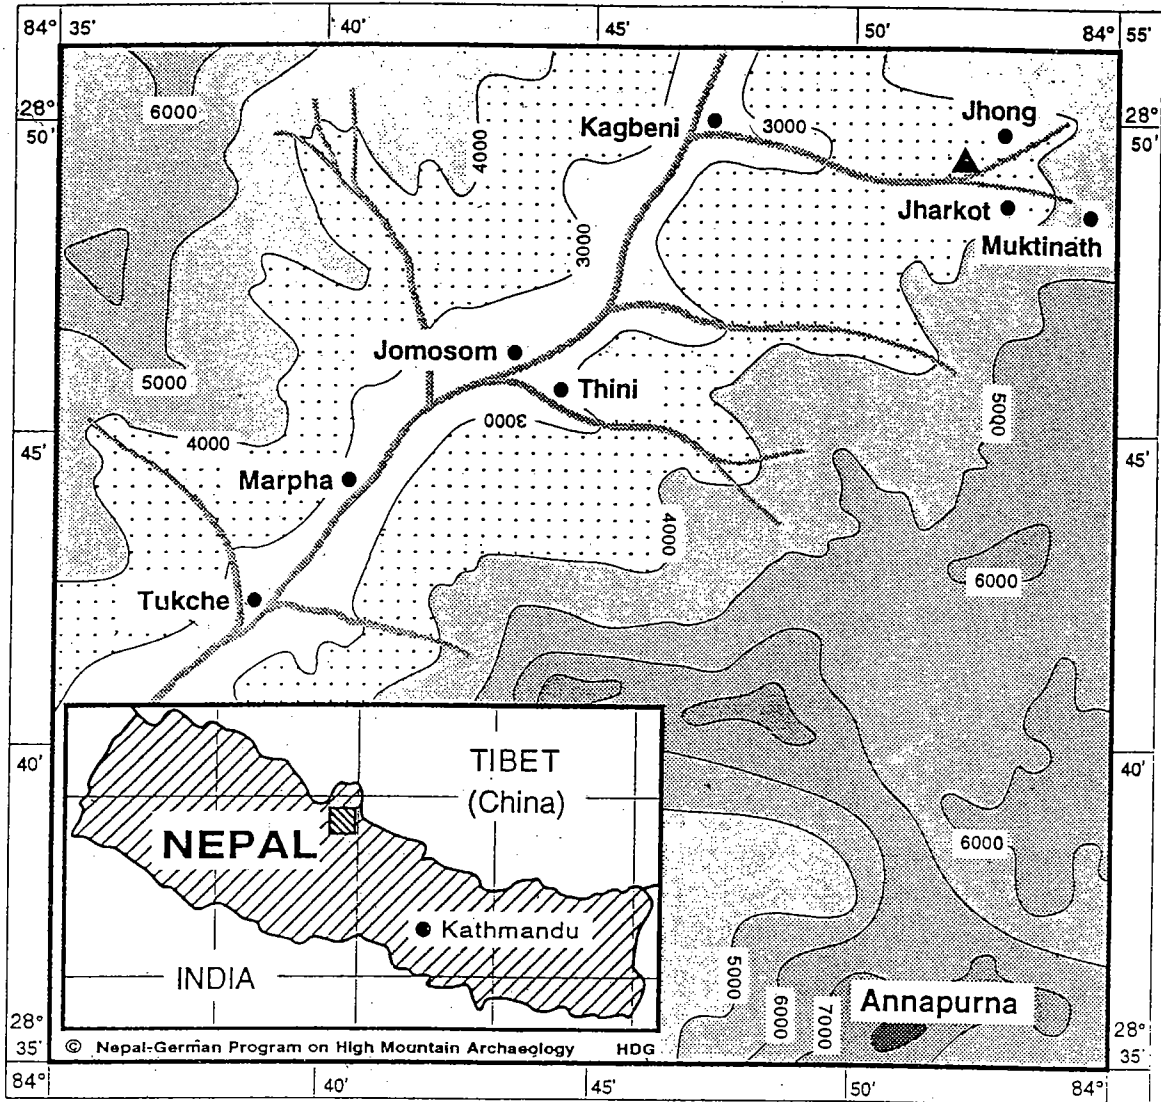 84° 35' 40' 45' 50' 84° 55'
28° 50'
28° 50'
6000
4000
Kagbeni
3000
Jhong
Jharkot
Muktinath
3000
Jomosom
5000
Thini
5000
3000
4000
45'
45'
Marpha
4000
6000
Tukche
40'
40'
TIBET
(China)
NEPAL
6000
Kathmandu
INDIA
5000
6000
7000
Annapurna
28° 35'
28° 35'
© Nepal-German Program on High Mountain Archaeology HDG
84° 40' 45' 50' 84°